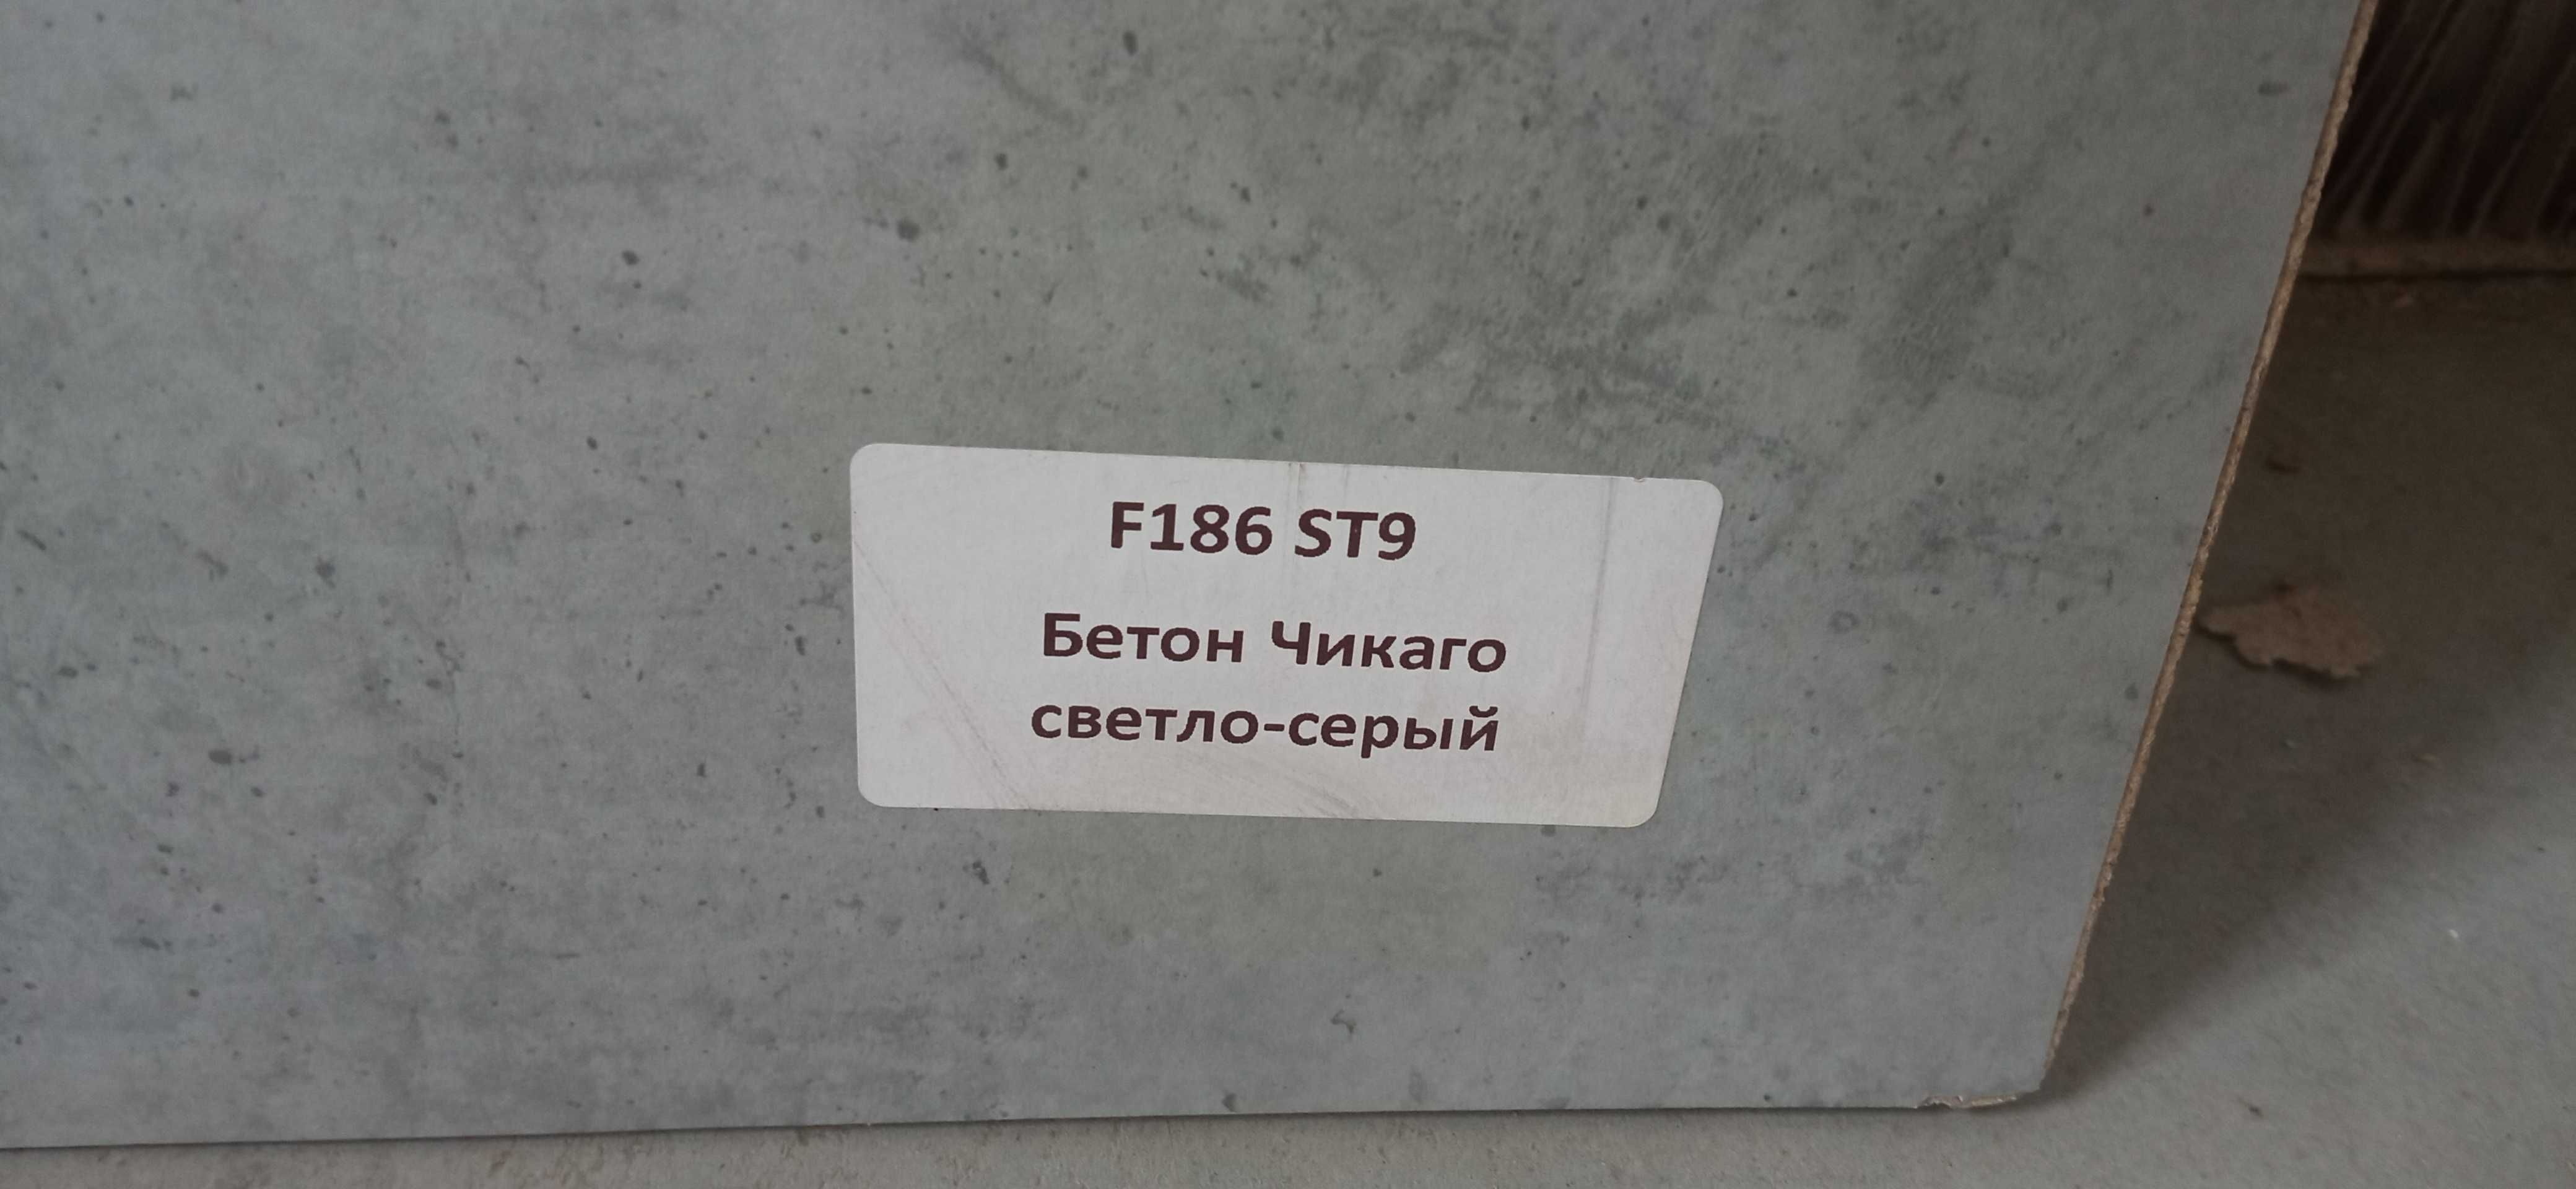 F186 ST9
Бетон Чикаго
светло-серый